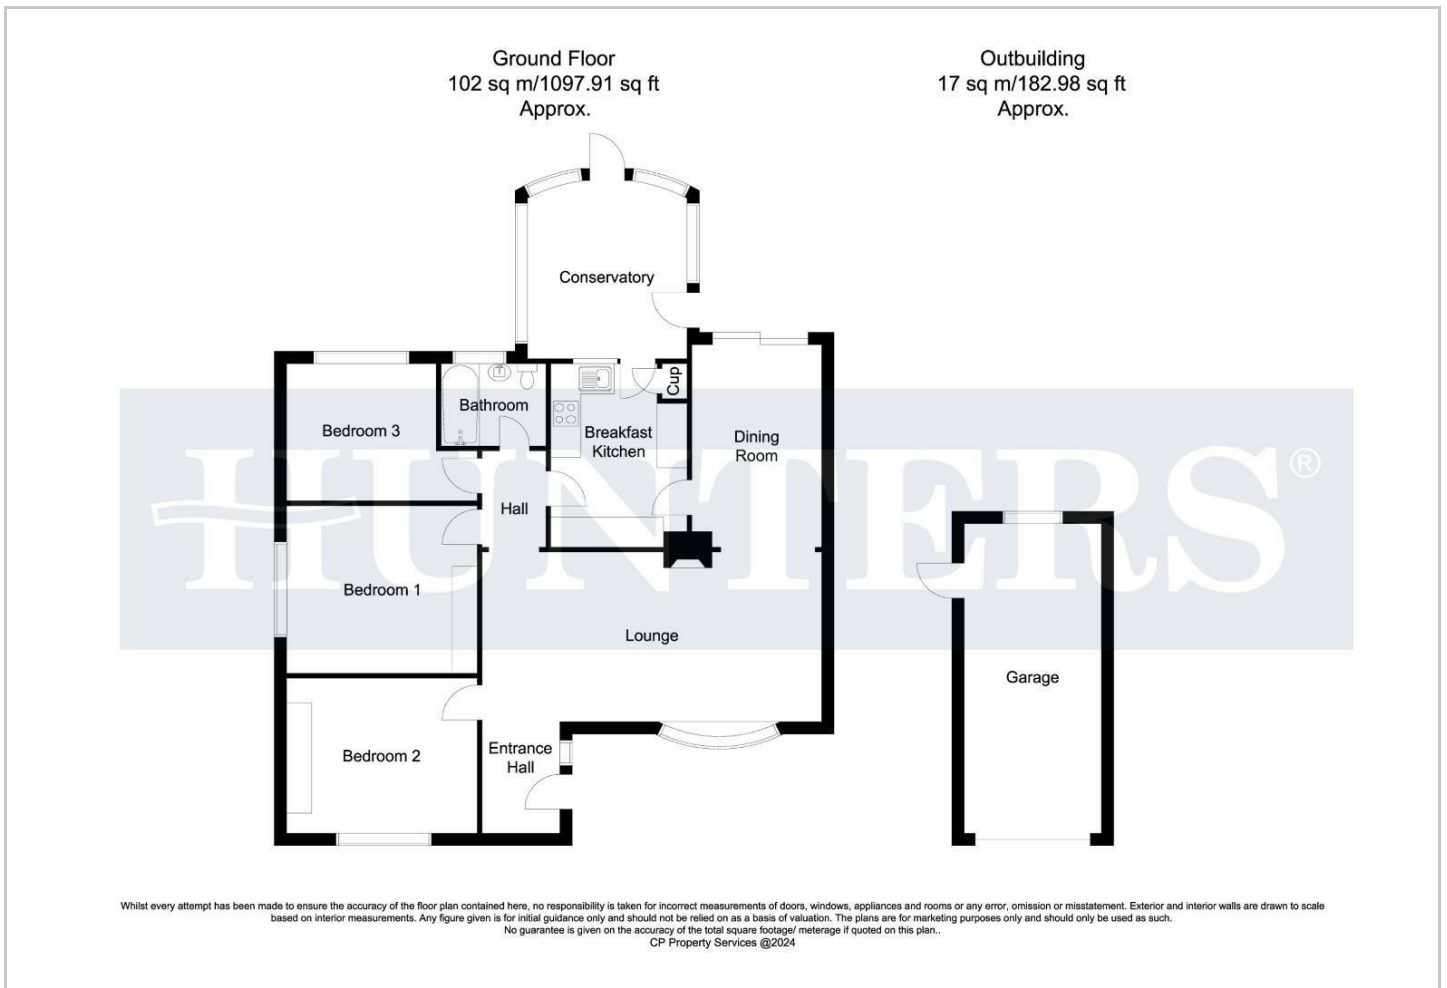 Ground Floor
102 sq m/1097.91 sq ft
Approx.
Outbuilding
17 sq m/182.98 sq ft
Approx.
Conservatory
Cup
Bathroom
Bedroom 3
Breakfast
Kitchen
Dining
Room
HUNTERS®
Hall
Bedroom 1
Lounge
Garage
Bedroom 2
Entrance
Hall
Whilst every attempt has been made to ensure the accuracy of the floor plan contained here, no responsibility is taken for incorrect measurements of doors, windows, appliances and rooms or any error, omission or misstatement. Exterior and interior walls are drawn to scale
based on interior measurements. Any figure given is for initial guidance only and should not be relied on as a basis of valuation. The plans are for marketing purposes only and should only be used as such.
No guarantee is given on the accuracy of the total square footage/ meterage if quoted on this plan..
CP Property Services @2024